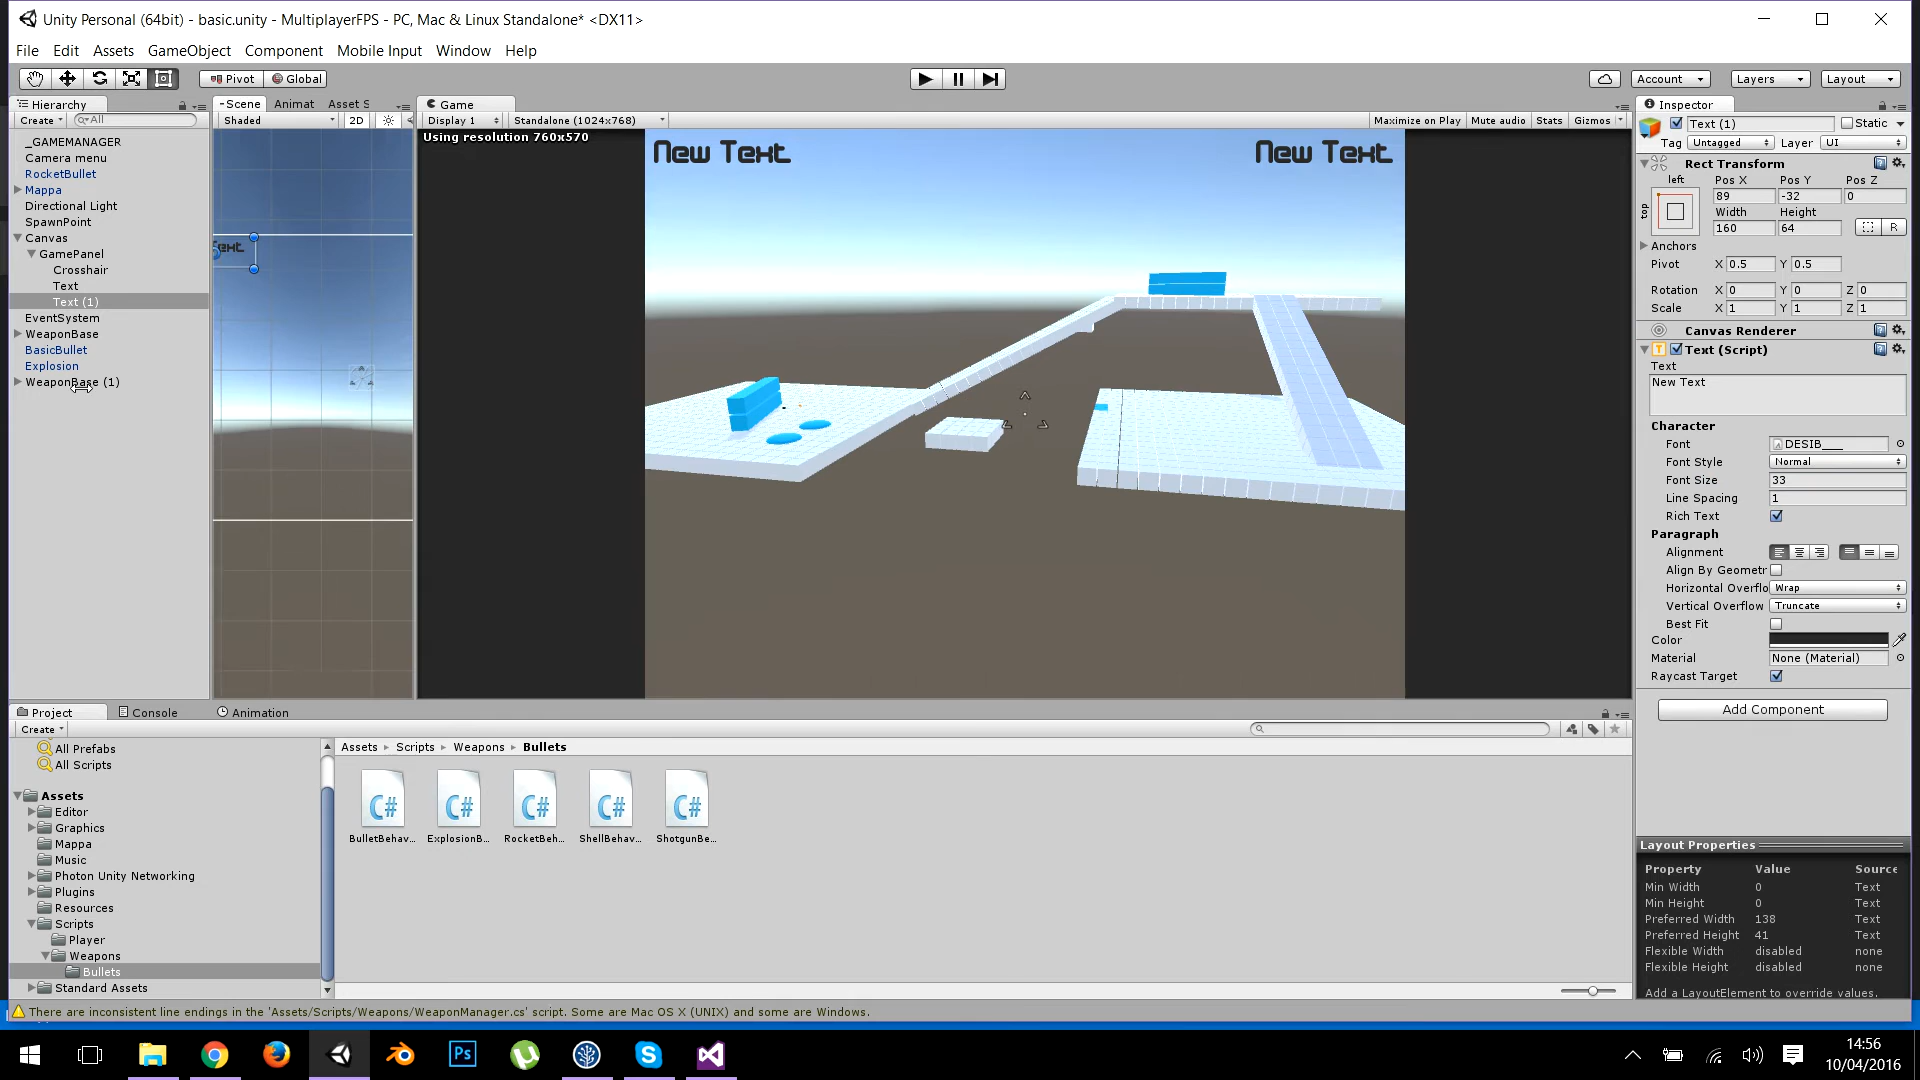 Unity Personal (64bit) - basic.unity - MultiplayerFPS - PC, Mac & Linux Standalone* <DX11>
File Edit Assets GameObject Component Mobile Input Window Help
Pivot Global Account Layers Layout
Hierarchy
Create All
_GAMEMANAGER
Camera menu
RocketBullet
Mappa
Directional Light
SpawnPoint
Canvas
GamePanel
Crosshair
Text
Text (1)
EventSystem
WeaponBase
BasicBullet
Explosion
WeaponBase (1)
Scene Animat Asset S
Shaded 2D
Text
Game
Display 1 Standalone (1024x768) Maximize on Play Mute audio Stats Gizmos
Using resolution 760x570
New Text New Text
Inspector
Text (1) Static
Tag Untagged Layer UI
Rect Transform
left Pos X Pos Y Pos Z
top 89 -32 0
Width Height
160 64 R
Anchors
Pivot X 0.5 Y 0.5
Rotation X 0 Y 0 Z 0
Scale X 1 Y 1 Z 1
Canvas Renderer
Text (Script)
Text
New Text
Character
Font DESIB___
Font Style Normal
Font Size 33
Line Spacing 1
Rich Text
Paragraph
Alignment
Align By Geometr
Horizontal Overflo Wrap
Vertical Overflow Truncate
Best Fit
Color
Material None (Material)
Raycast Target
Add Component
Layout Properties
Property Value Source
Min Width 0 Text
Min Height 0 Text
Preferred Width 138 Text
Preferred Height 41 Text
Flexible Width disabled none
Flexible Height disabled none
Add a LayoutElement to override values.
Project Console Animation
Create
All Prefabs
All Scripts
Assets
Editor
Graphics
Mappa
Music
Photon Unity Networking
Plugins
Resources
Scripts
Player
Weapons
Bullets
Standard Assets
Assets Scripts Weapons Bullets
C# C# C# C# C#
BulletBehav... ExplosionB... RocketBeh... ShellBehav... ShotgunBe...
There are inconsistent line endings in the 'Assets/Scripts/Weapons/WeaponManager.cs' script. Some are Mac OS X (UNIX) and some are Windows.
Ps
14:56
10/04/2016